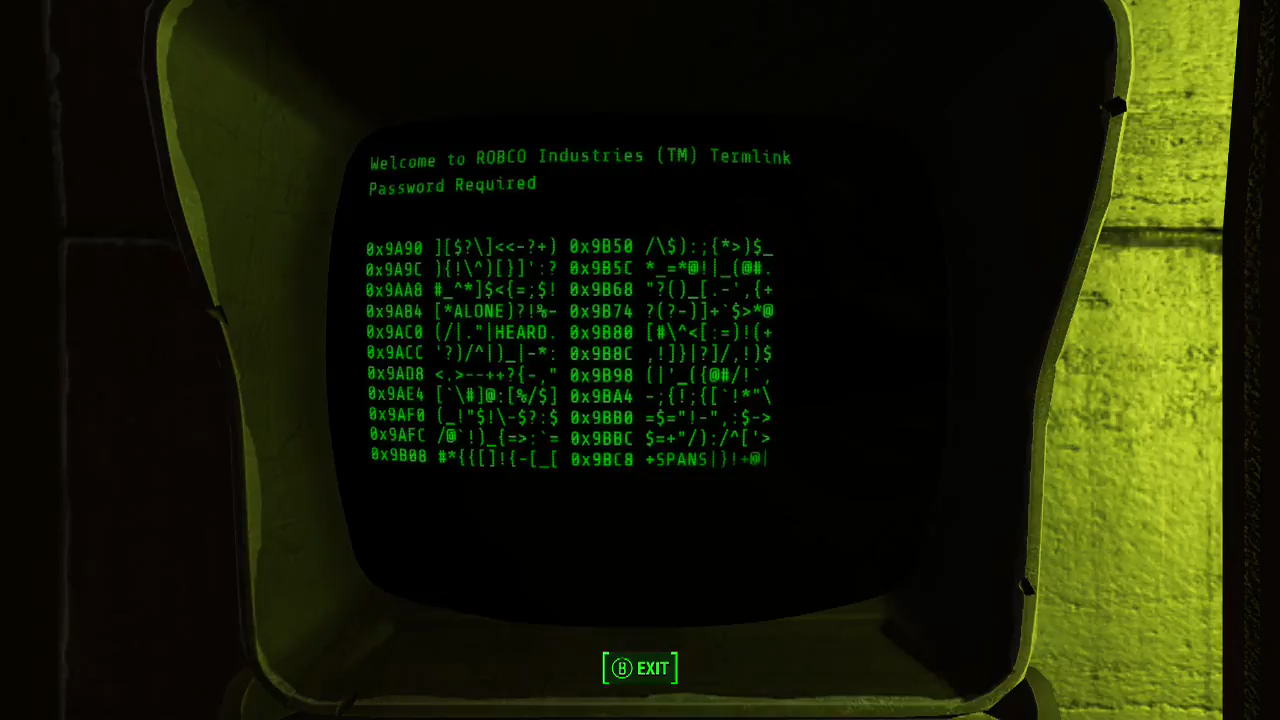 Welcome to ROBCO Industries (TM) Termlink
Password Required
0x9A90 ][$?\]<<-?+) 0x9B50 /\$):;{*>)$_
0x9A9C ){!\^)[}]':? 0x9B5C *_=*@!|_(@#.
0x9AA8 #_^*]$<{=;$! 0x9B68 "?()_[.-',{+
0x9AB4 [*ALONE)?!%- 0x9B74 ?(?-)]+`$>*@
0x9AC0 (/|."|HEARD. 0x9B80 [#\^<[:=)!(+
0x9ACC '?)/^|)_|-*: 0x9B8C ,!]}|?]/,!)$
0x9AD8 <.>--++?{-," 0x9B98 (|'_({@#/!`,
0x9AE4 [`\#]@:[%/$] 0x9BA4 -;{!;{[`!*"\
0x9AF0 (_!"$!\-$?:$ 0x9BB0 =$="!-",:$->
0x9AFC /@`!)_{=>:`= 0x9BBC $=+"/):/^['>
0x9B08 #*{{[]!{-[_[ 0x9BC8 +SPANS|}!+@|
[Ⓑ EXIT]